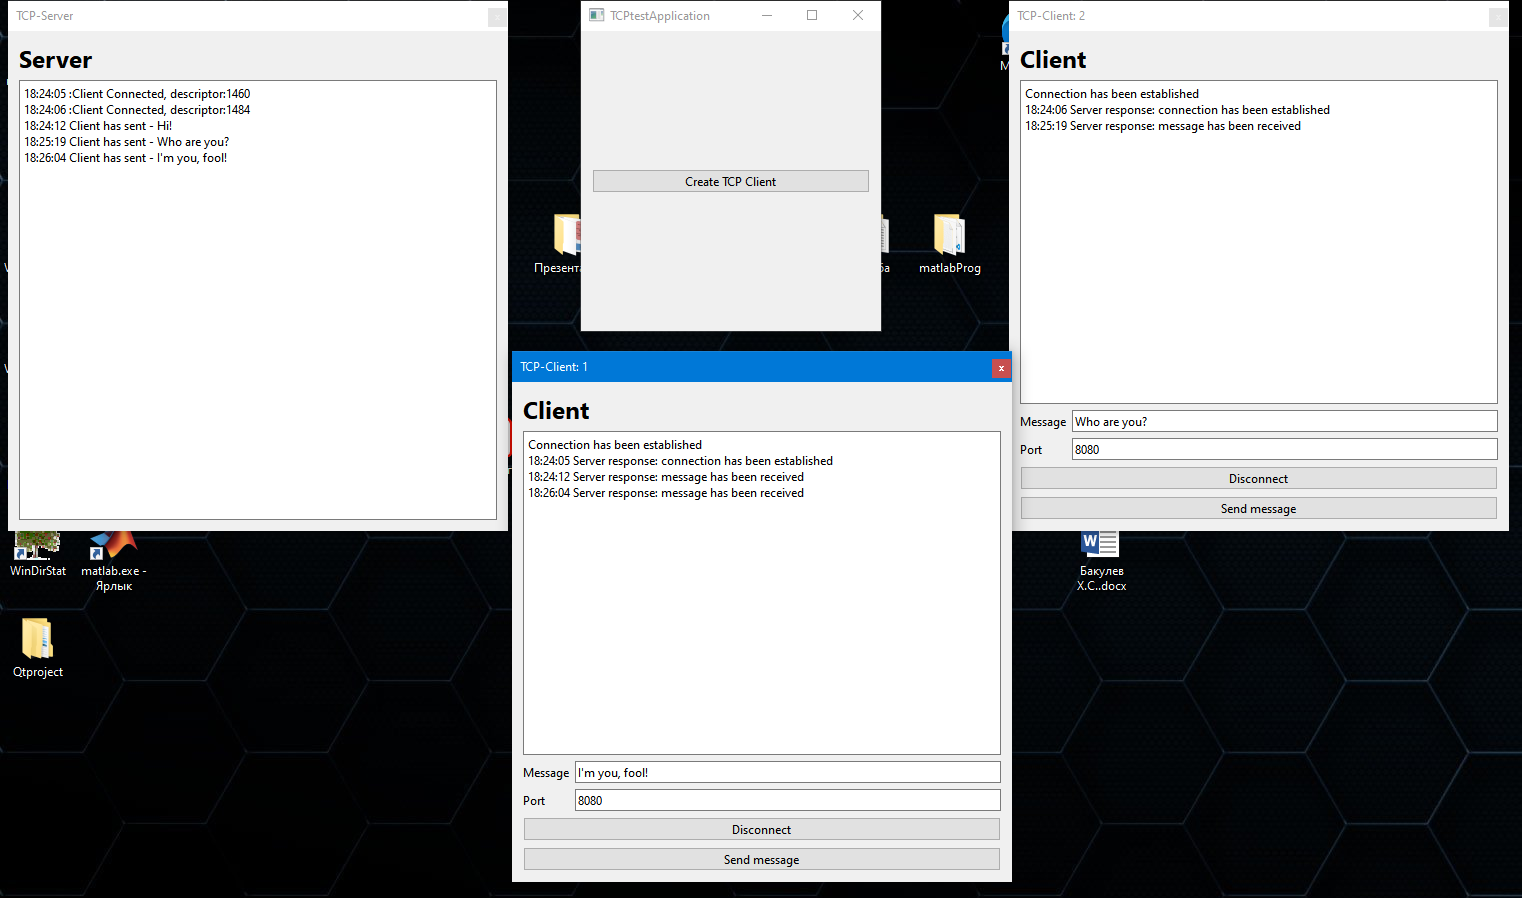 TCP-Server
Server
18:24:05 :Client Connected, descriptor:1460
18:24:06 :Client Connected, descriptor:1484
18:24:12 Client has sent - Hi!
18:25:19 Client has sent - Who are you?
18:26:04 Client has sent - I'm you, fool!
TCPtestApplication
Create TCP Client
TCP-Client: 2
Client
Connection has been established
18:24:06 Server response: connection has been established
18:25:19 Server response: message has been received
Message Who are you?
Port 8080
Disconnect
Send message
matlabProg
TCP-Client: 1
Client
Connection has been established
18:24:05 Server response: connection has been established
18:24:12 Server response: message has been received
18:26:04 Server response: message has been received
Message I'm you, fool!
Port 8080
Disconnect
Send message
WinDirStat
matlab.exe -
Ярлык
Qtproject
Бакулев
Х.С..docx